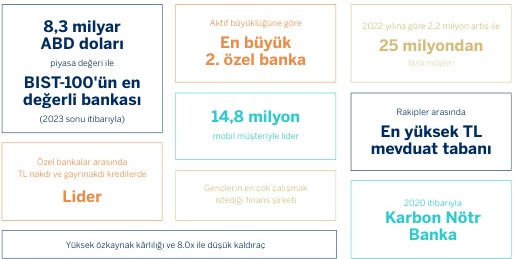 8,3 milyar
ABD doları
piyasa değeri ile
BIST-100'ün en
değerli bankası
(2023 sonu itibarıyla)
Özel bankalar arasında
TL nakdi ve gayrinakdi kredilerde
Lider
Aktif büyüklüğüne göre
En büyük
2. özel banka
14,8 milyon
mobil müşteriyle lider
Gençlerin en çok çalışmak
istediği finans şirketi
2022 yılına göre 2.2 milyon artış ile
25 milyondan
fazla müşteri
Rakipler arasında
En yüksek TL
mevduat tabanı
2020 itibarıyla
Karbon Nötr
Banka
Yüksek özkaynak kârlılığı ve 8.0x ile düşük kaldıraç